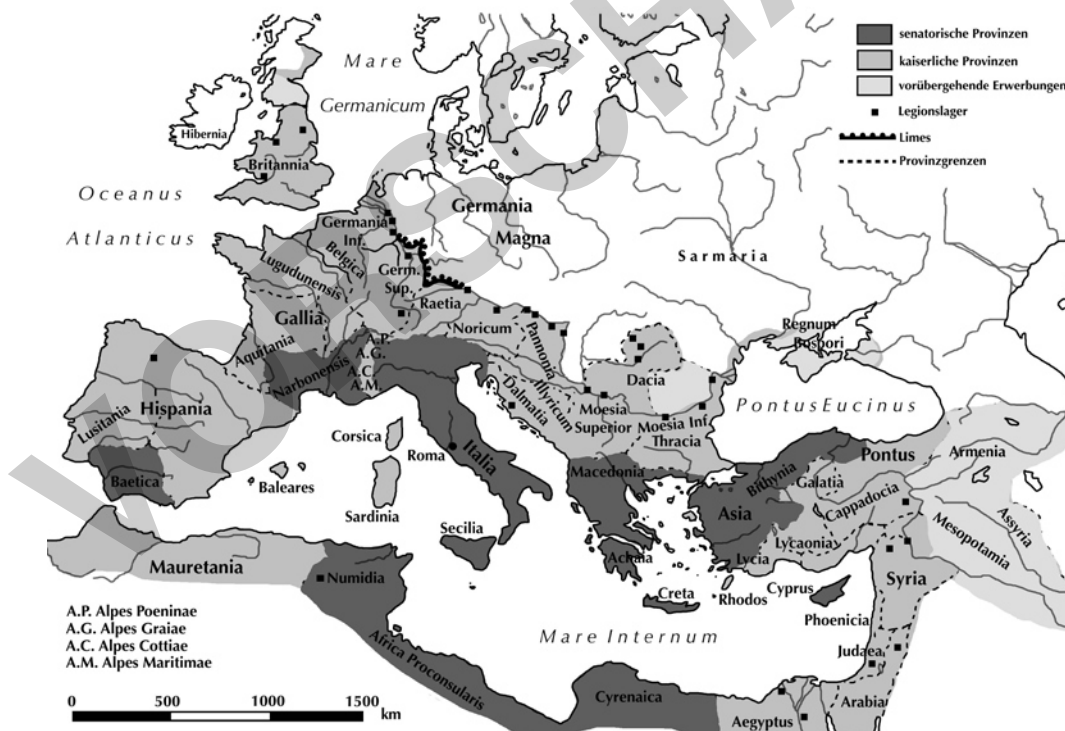 senatorische Provinzen
kaiserliche Provinzen
vorübergehende Erwerbungen
Legionslager
Limes
Provinzgrenzen
Mare
Germanicum
Hibernia
Britannia
Oceanus
Atlanticus
Germania
Magna
Germania
Inf.
Belgica
Lugudunensis
Germ.
Sup.
Raetia
Sarmaria
Gallia
Noricum
Pannonia
Aquitania
Narbonensis
A.P.
A.G.
A.C.
A.M.
Illyricum
Dalmatia
Dacia
Regnum
Bospori
Lusitania
Hispania
Baetica
Moesia
Superior
Moesia Inf.
Thracia
Pontus Eucinus
Corsica
Roma
Italia
Baleares
Sardinia
Secilia
Macedonia
Achaia
Bithynia
Pontus
Galatia
Armenia
Asia
Cappadocia
Lycaonia
Lycia
Assyria
Mesopotamia
Syria
Mauretania
Numidia
Creta
Rhodos
Cyprus
Phoenicia
Mare Internum
Judaea
Africa Proconsularis
Cyrenaica
Aegyptus
Arabia
A.P. Alpes Poeninae
A.G. Alpes Graiae
A.C. Alpes Cottiae
A.M. Alpes Maritimae
0 500 1000 1500
km
VORSCHA